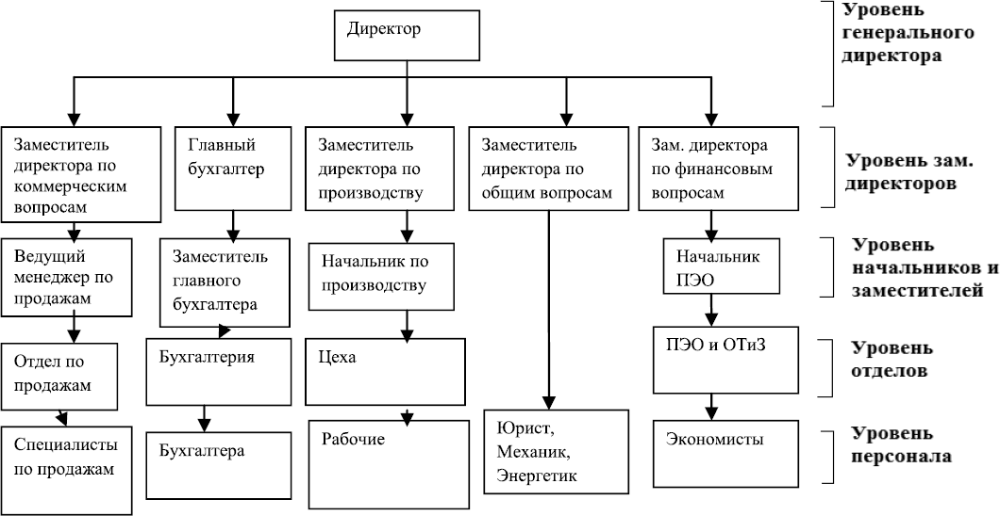 Директор
Уровень
генерального
директора
Заместитель
директора по
коммерческим
вопросам
Главный
бухгалтер
Заместитель
директора по
производству
Заместитель
директора по
общим вопросам
Зам. директора
по финансовым
вопросам
Уровень зам.
директоров
Ведущий
менеджер по
продажам
Заместитель
главного
бухгалтера
Начальник по
производству
Начальник
ПЭО
Уровень
начальников и
заместителей
Отдел по
продажам
Бухгалтерия
Цеха
ПЭО и ОТиЗ
Уровень
отделов
Специалисты
по продажам
Бухгалтера
Рабочие
Юрист,
Механик,
Энергетик
Экономисты
Уровень
персонала